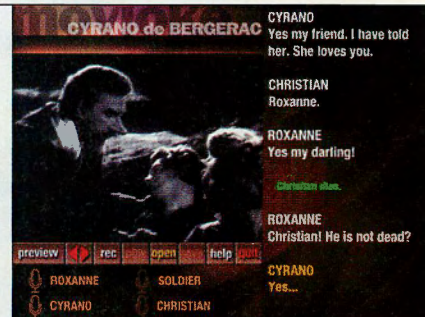 CYRANO de BERGERAC
preview
rec
open
help
quit
ROXANNE
SOLDIER
CYRANO
CHRISTIAN
CYRANO
Yes my friend. I have told
her. She loves you.
CHRISTIAN
Roxanne.
ROXANNE
Yes my darling!
Christian dies.
ROXANNE
Christian! He is not dead?
CYRANO
Yes...